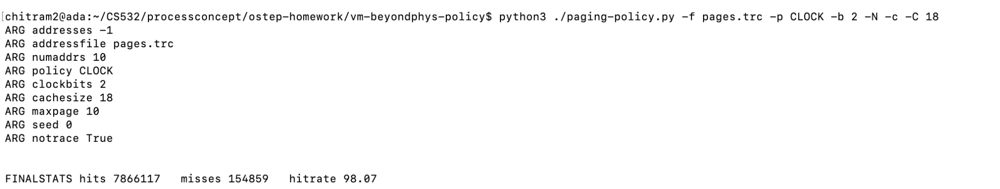 [chitram2@ada:~/CS532/processconcept/ostep-homework/vm-beyondphys-policy$ python3 ./paging-policy.py -f pages.trc -p CLOCK -b 2 -N -c -C 18
ARG addresses -1
ARG addressfile pages.trc
ARG numaddrs 10
ARG policy CLOCK
ARG clockbits 2
ARG cachesize 18
ARG maxpage 10
ARG seed 0
ARG notrace True
FINALSTATS hits 7866117   misses 154859   hitrate 98.07